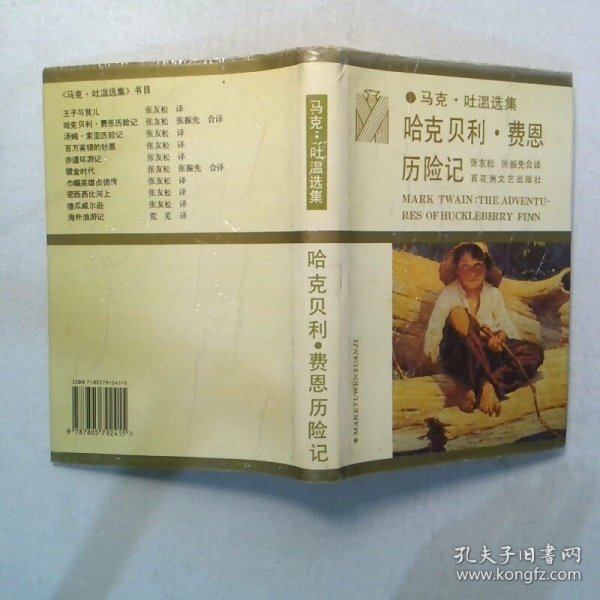 《马克·吐温选集》书目
王子与贫儿 张友松 译
哈克贝利·费恩历险记 张友松 张振先 合译
汤姆·索亚历险记 张友松 译
百万英镑的钞票 张友松 译
赤道环游记 张友松 译
镀金时代 张友松 张振先 合译
巾帼英雄贞德传 张友松 译
密西西比河上 张友松 译
傻瓜威尔逊 张友松 译
海外浪游记 荒芜 译
ISBN 7-80579-241-0
9 787805 792415 >
马克·吐温选集
哈克贝利·费恩历险记
马克·吐温选集
哈克贝利·费恩
历险记
张友松 张振先合译
百花洲文艺出版社
MARK TWAIN:THE ADVENTU-
RES OF HUCKLEBERRY FINN
*MAKETUWENXUANJI
孔夫子旧书网
www.kongfz.com